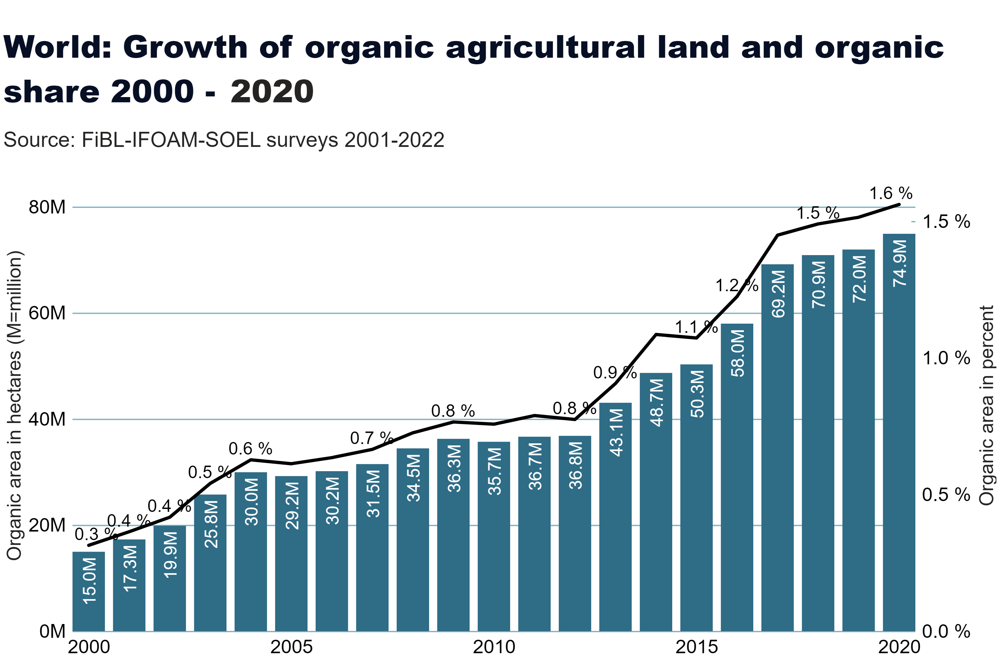 World: Growth of organic agricultural land and organic
share 2000 - 2020
Source: FiBL-IFOAM-SOEL surveys 2001-2022
Organic area in hectares (M=million)
80M
60M
40M
20M
0M
0.3 %
0.4 %
0.4 %
0.5 %
0.6 %
0.7 %
0.8 %
0.8 %
0.9 %
1.1 %
1.2 %
1.5 %
1.6 %
15.0M
17.3M
19.9M
25.8M
30.0M
29.2M
30.2M
31.5M
34.5M
36.3M
35.7M
36.7M
36.8M
43.1M
48.7M
50.3M
58.0M
69.2M
70.9M
72.0M
74.9M
1.5 %
1.0 %
0.5 %
0.0 %
Organic area in percent
2000
2005
2010
2015
2020